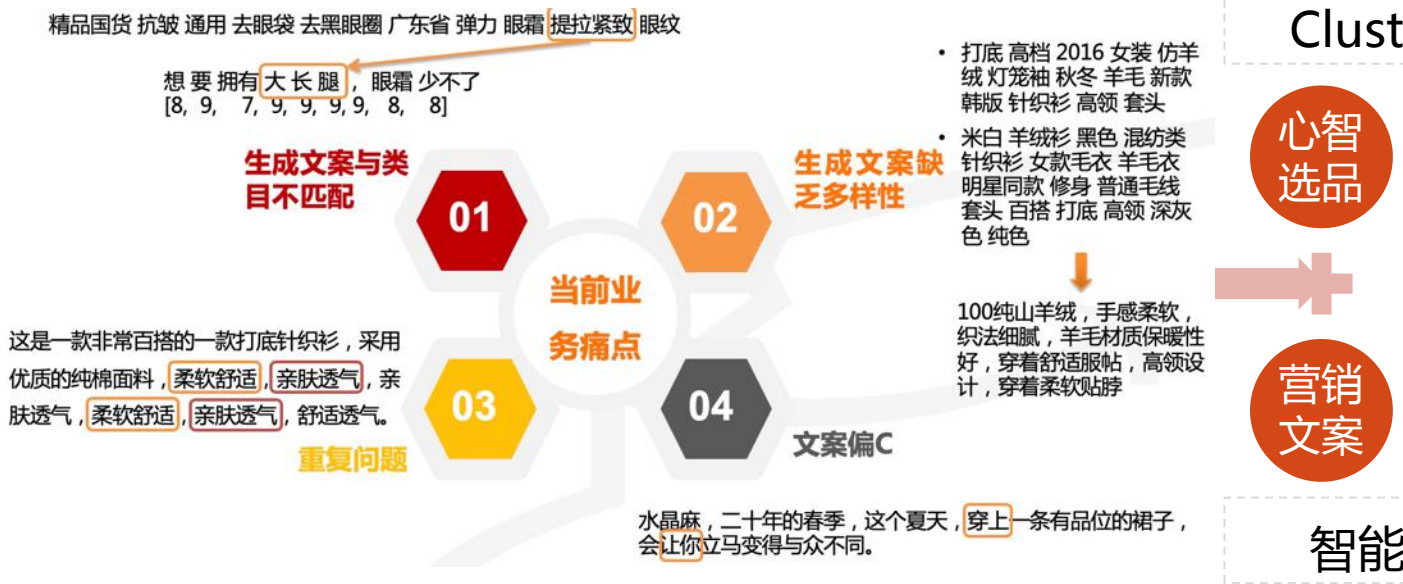 精品国货 抗皱 通用 去眼袋 去黑眼圈 广东省 弹力 眼霜 提拉紧致 眼纹
想 要 拥有 大 长 腿 ，眼霜 少不了
[8, 9, 7, 9, 9, 9, 9, 8, 8]
生成文案与类
目不匹配
01
生成文案缺
乏多样性
02
• 打底 高档 2016 女装 仿羊
绒 灯笼袖 秋冬 羊毛 新款
韩版 针织衫 高领 套头
• 米白 羊绒衫 黑色 混纺类
针织衫 女款毛衣 羊毛衣
明星同款 修身 普通毛线
套头 百搭 打底 高领 深灰
色 纯色
100纯山羊绒，手感柔软，
织法细腻，羊毛材质保暖性
好，穿着舒适服帖，高领设
计，穿着柔软贴脖
当前业
务痛点
这是一款非常百搭的一款打底针织衫，采用
优质的纯棉面料，柔软舒适，亲肤透气，亲
肤透气，柔软舒适，亲肤透气，舒适透气。
03
重复问题
04
文案偏C
水晶麻，二十年的春季，这个夏天，穿上一条有品位的裙子，
会让你立马变得与众不同。
Clust
心智
选品
营销
文案
智能